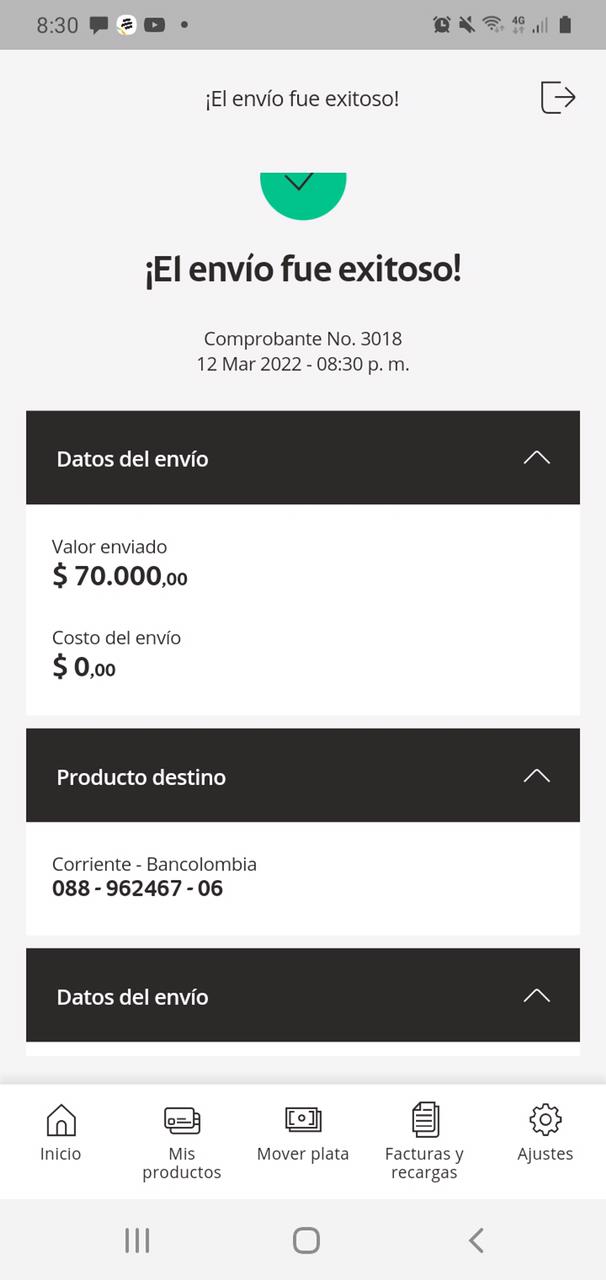 8:30
4G
¡El envío fue exitoso!
¡El envío fue exitoso!
Comprobante No. 3018
12 Mar 2022 - 08:30 p. m.
Datos del envío
Valor enviado
$ 70.000,00
Costo del envío
$ 0,00
Producto destino
Corriente - Bancolombia
088 - 962467 - 06
Datos del envío
Inicio
Mis
productos
Mover plata
Facturas y
recargas
Ajustes